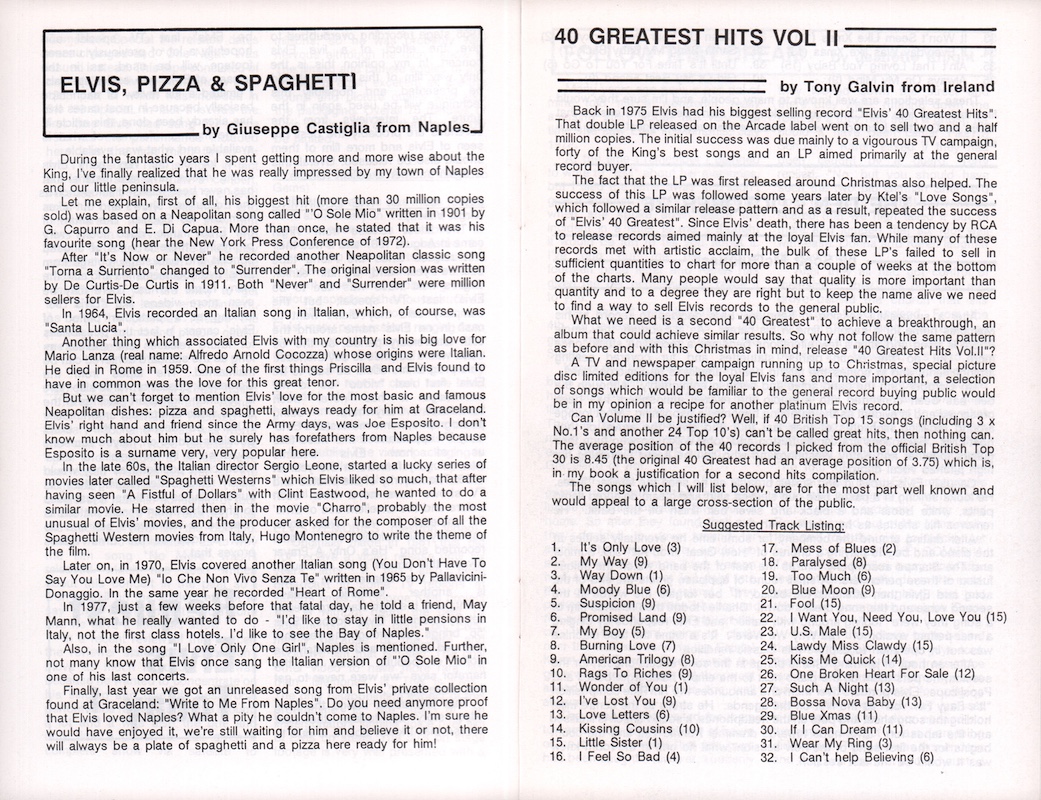 ELVIS, PIZZA & SPAGHETTI
by Giuseppe Castiglia from Naples
During the fantastic years I spent getting more and more wise about the
King, I've finally realized that he was really impressed by my town of Naples
and our little peninsula.
Let me explain, first of all, his biggest hit (more than 30 million copies
sold) was based on a Neapolitan song called "'O Sole Mio" written in 1901 by
G. Capurro and E. Di Capua. More than once, he stated that it was his
favourite song (hear the New York Press Conference of 1972).
After "It's Now or Never" he recorded another Neapolitan classic song
"Torna a Surriento" changed to "Surrender". The original version was written
by De Curtis-De Curtis in 1911. Both "Never" and "Surrender" were million
sellers for Elvis.
In 1964, Elvis recorded an Italian song in Italian, which, of course, was
"Santa Lucia".
Another thing which associated Elvis with my country is his big love for
Mario Lanza (real name: Alfredo Arnold Cocozza) whose origins were Italian.
He died in Rome in 1959. One of the first things Priscilla and Elvis found to
have in common was the love for this great tenor.
But we can't forget to mention Elvis' love for the most basic and famous
Neapolitan dishes: pizza and spaghetti, always ready for him at Graceland.
Elvis' right hand and friend since the Army days, was Joe Esposito. I don't
know much about him but he surely has forefathers from Naples because
Esposito is a surname very, very popular here.
In the late 60s, the Italian director Sergio Leone, started a lucky series of
movies later called "Spaghetti Westerns" which Elvis liked so much, that after
having seen "A Fistful of Dollars" with Clint Eastwood, he wanted to do a
similar movie. He starred then in the movie "Charro", probably the most
unusual of Elvis' movies, and the producer asked for the composer of all the
Spaghetti Western movies from Italy, Hugo Montenegro to write the theme of
the film.
Later on, in 1970, Elvis covered another Italian song (You Don't Have To
Say You Love Me) "Io Che Non Vivo Senza Te" written in 1965 by Pallavicini-
Donaggio. In the same year he recorded "Heart of Rome".
In 1977, just a few weeks before that fatal day, he told a friend, May
Mann, what he really wanted to do - "I'd like to stay in little pensions in
Italy, not the first class hotels. I'd like to see the Bay of Naples."
Also, in the song "I Love Only One Girl", Naples is mentioned. Further,
not many know that Elvis once sang the Italian version of "'O Sole Mio" in
one of his last concerts.
Finally, last year we got an unreleased song from Elvis' private collection
found at Graceland: "Write to Me From Naples". Do you need anymore proof
that Elvis loved Naples? What a pity he couldn't come to Naples. I'm sure he
would have enjoyed it, we're still waiting for him and believe it or not, there
will always be a plate of spaghetti and a pizza here ready for him!
40 GREATEST HITS VOL II
by Tony Galvin from Ireland
Back in 1975 Elvis had his biggest selling record "Elvis' 40 Greatest Hits".
That double LP released on the Arcade label went on to sell two and a half
million copies. The initial success was due mainly to a vigourous TV campaign,
forty of the King's best songs and an LP aimed primarily at the general
record buyer.
The fact that the LP was first released around Christmas also helped. The
success of this LP was followed some years later by Ktel's "Love Songs",
which followed a similar release pattern and as a result, repeated the success
of "Elvis' 40 Greatest". Since Elvis' death, there has been a tendency by RCA
to release records aimed mainly at the loyal Elvis fan. While many of these
records met with artistic acclaim, the bulk of these LP's failed to sell in
sufficient quantities to chart for more than a couple of weeks at the bottom
of the charts. Many people would say that quality is more important than
quantity and to a degree they are right but to keep the name alive we need
to find a way to sell Elvis records to the general public.
What we need is a second "40 Greatest" to achieve a breakthrough, an
album that could achieve similar results. So why not follow the same pattern
as before and with this Christmas in mind, release "40 Greatest Hits Vol.II"?
A TV and newspaper campaign running up to Christmas, special picture
disc limited editions for the loyal Elvis fans and more important, a selection
of songs which would be familiar to the general record buying public would
be in my opinion a recipe for another platinum Elvis record.
Can Volume II be justified? Well, if 40 British Top 15 songs (including 3 x
No.1's and another 24 Top 10's) can't be called great hits, then nothing can.
The average position of the 40 records I picked from the official British Top
30 is 8.45 (the original 40 Greatest had an average position of 3.75) which is,
in my book a justification for a second hits compilation.
The songs which I will list below, are for the most part well known and
would appeal to a large cross-section of the public.
Suggested Track Listing:
1. It's Only Love (3)
2. My Way (9)
3. Way Down (1)
4. Moody Blue (6)
5. Suspicion (9)
6. Promised Land (9)
7. My Boy (5)
8. Burning Love (7)
9. American Trilogy (8)
10. Rags To Riches (9)
11. Wonder of You (1)
12. I've Lost You (9)
13. Love Letters (6)
14. Kissing Cousins (10)
15. Little Sister (1)
16. I Feel So Bad (4)
17. Mess of Blues (2)
18. Paralysed (8)
19. Too Much (6)
20. Blue Moon (9)
21. Fool (15)
22. I Want You, Need You, Love You (15)
23. U.S. Male (15)
24. Lawdy Miss Clawdy (15)
25. Kiss Me Quick (14)
26. One Broken Heart For Sale (12)
27. Such A Night (13)
28. Bossa Nova Baby (13)
29. Blue Xmas (11)
30. If I Can Dream (11)
31. Wear My Ring (3)
32. I Can't help Believing (6)